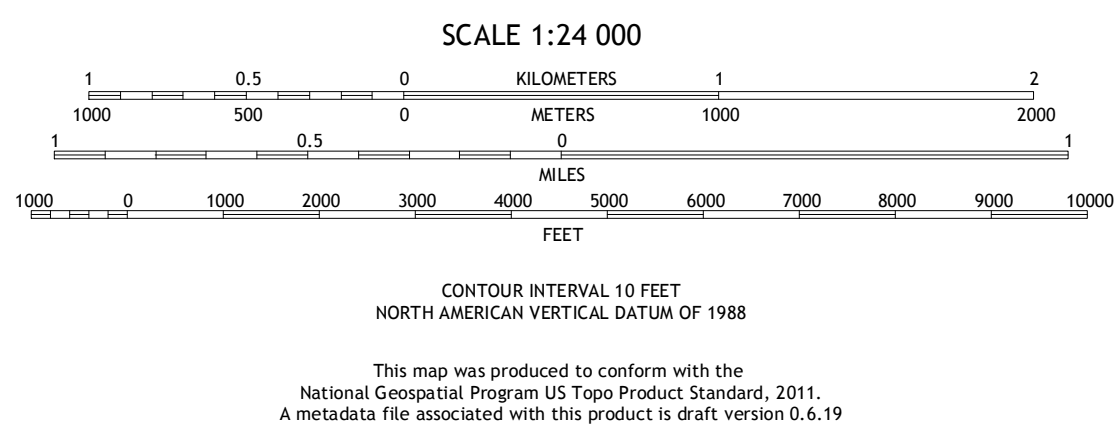 SCALE 1:24 000
1 0.5 0 KILOMETERS 1 2
1000 500 0 METERS 1000 2000
1 0.5 0 1
MILES
1000 0 1000 2000 3000 4000 5000 6000 7000 8000 9000 10000
FEET
CONTOUR INTERVAL 10 FEET
NORTH AMERICAN VERTICAL DATUM OF 1988
This map was produced to conform with the
National Geospatial Program US Topo Product Standard, 2011.
A metadata file associated with this product is draft version 0.6.19